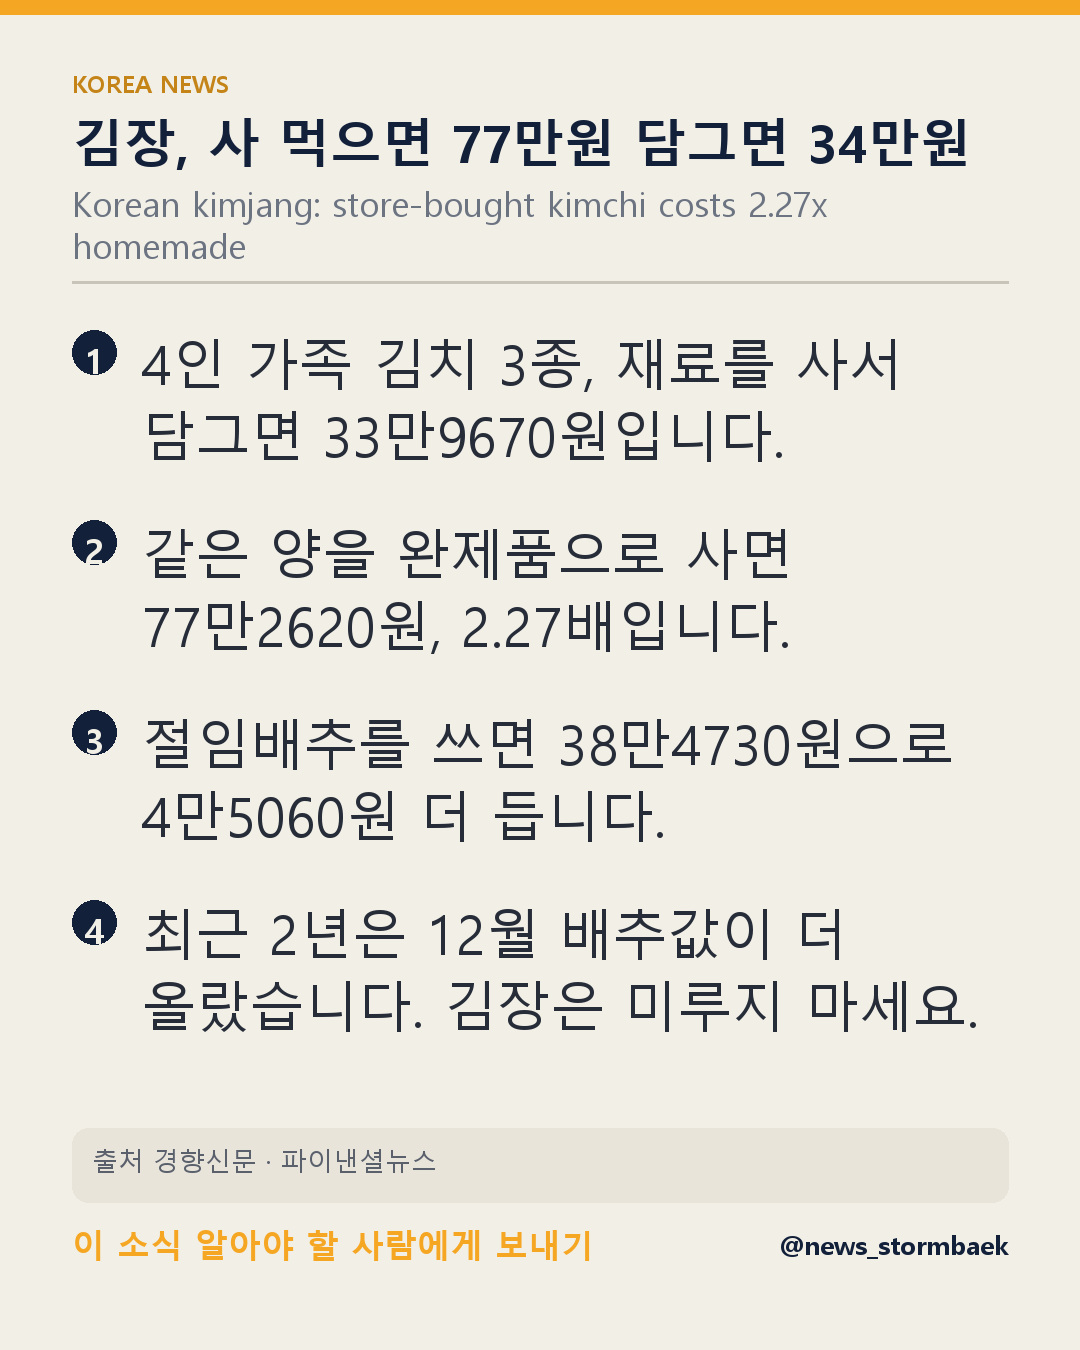 KOREA NEWS
김장, 사 먹으면 77만원 담그면 34만원
Korean kimjang: store-bought kimchi costs 2.27x
homemade
1 4인 가족 김치 3종, 재료를 사서
담그면 33만9670원입니다.
2 같은 양을 완제품으로 사면
77만2620원, 2.27배입니다.
3 절임배추를 쓰면 38만4730원으로
4만5060원 더 듭니다.
4 최근 2년은 12월 배추값이 더
올랐습니다. 김장은 미루지 마세요.
출처 경향신문 · 파이낸셜뉴스
이 소식 알아야 할 사람에게 보내기
@news_stormbaek